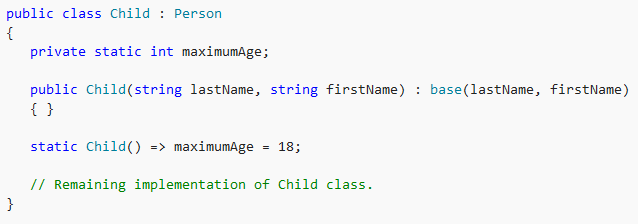 public class Child : Person
{
private static int maximumAge;
public Child(string lastName, string firstName) : base(lastName, firstName)
{ }
static Child() => maximumAge = 18;
// Remaining implementation of Child class.
}